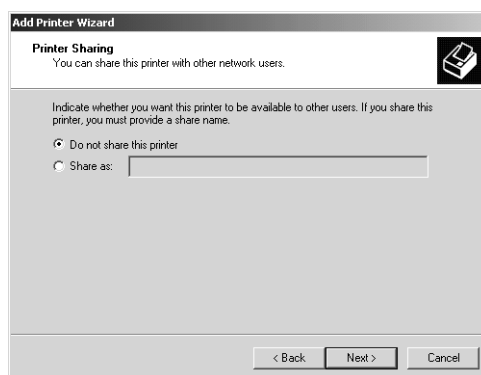 Add Printer Wizard
Printer Sharing
You can share this printer with other network users.
Indicate whether you want this printer to be available to other users. If you share this
printer, you must provide a share name.
Do not share this printer
Share as:
< Back Next > Cancel